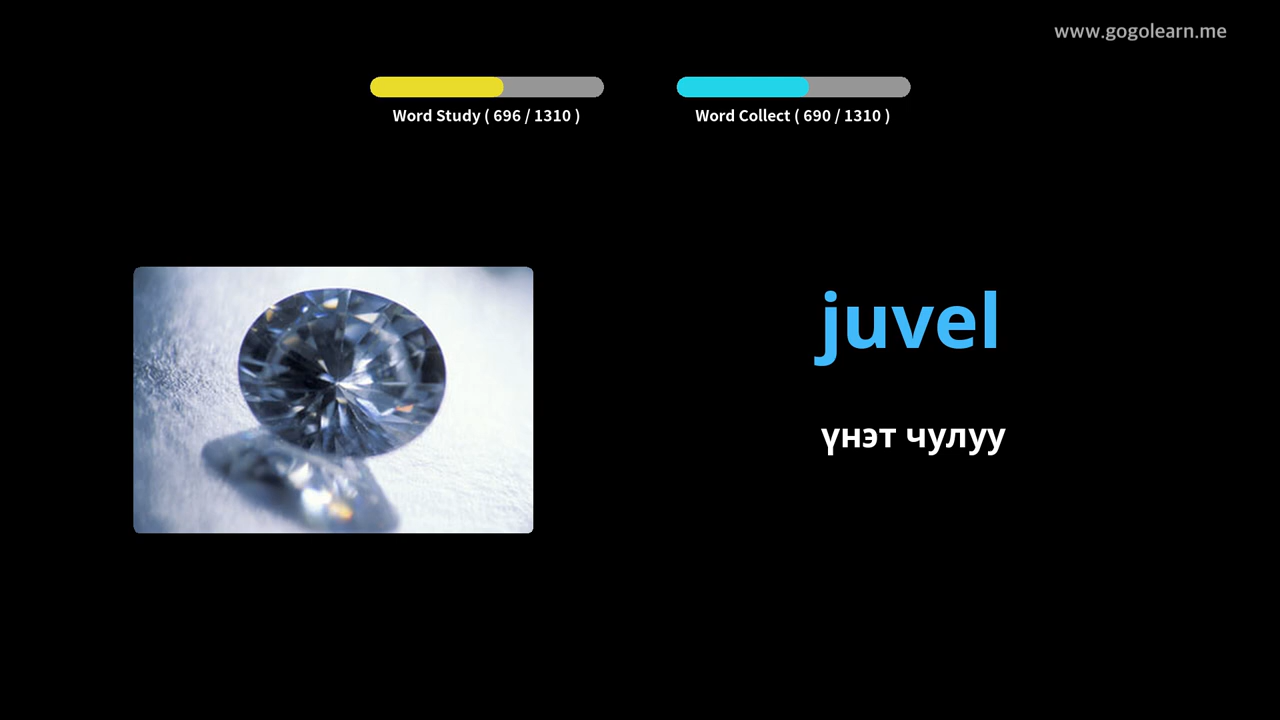 www.gogolearn.me
Word Study ( 696 / 1310 )
Word Collect ( 690 / 1310 )
juvel
үнэт чулуу